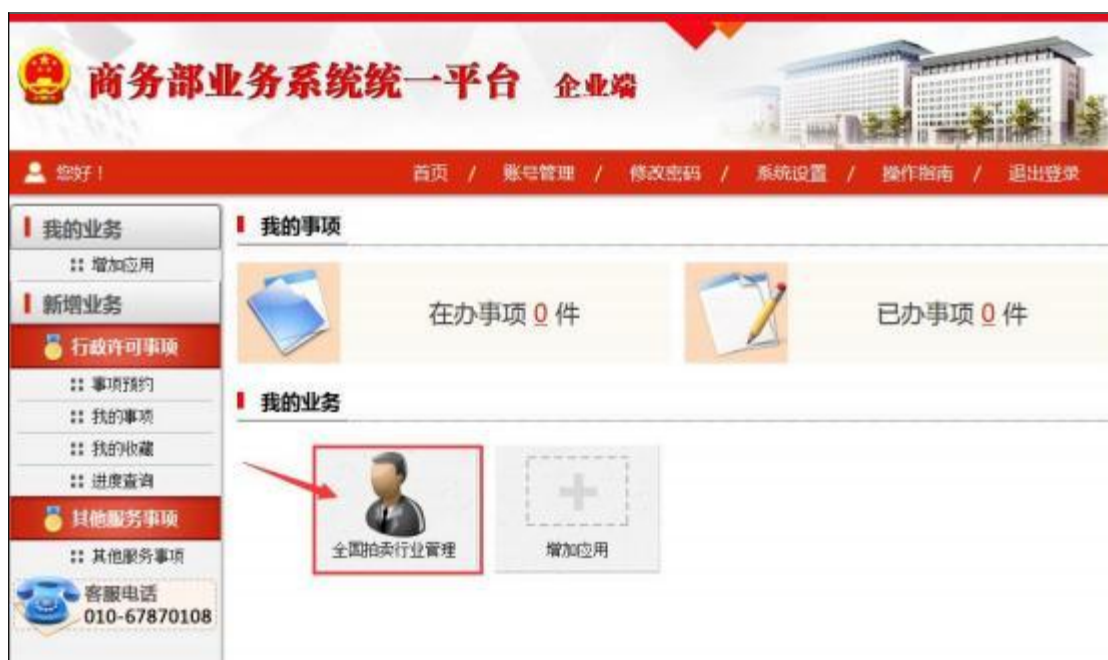 商务部业务系统统一平台 企业端
您好！
首页 / 账号管理 / 修改密码 / 系统设置 / 操作指南 / 退出登录
我的业务
增加应用
新增业务
行政许可事项
事项预约
我的事项
我的收藏
进度查询
其他服务事项
其他服务事项
客服电话
010-67870108
我的事项
在办事项 0 件
已办事项 0 件
我的业务
全国拍卖行业管理
增加应用